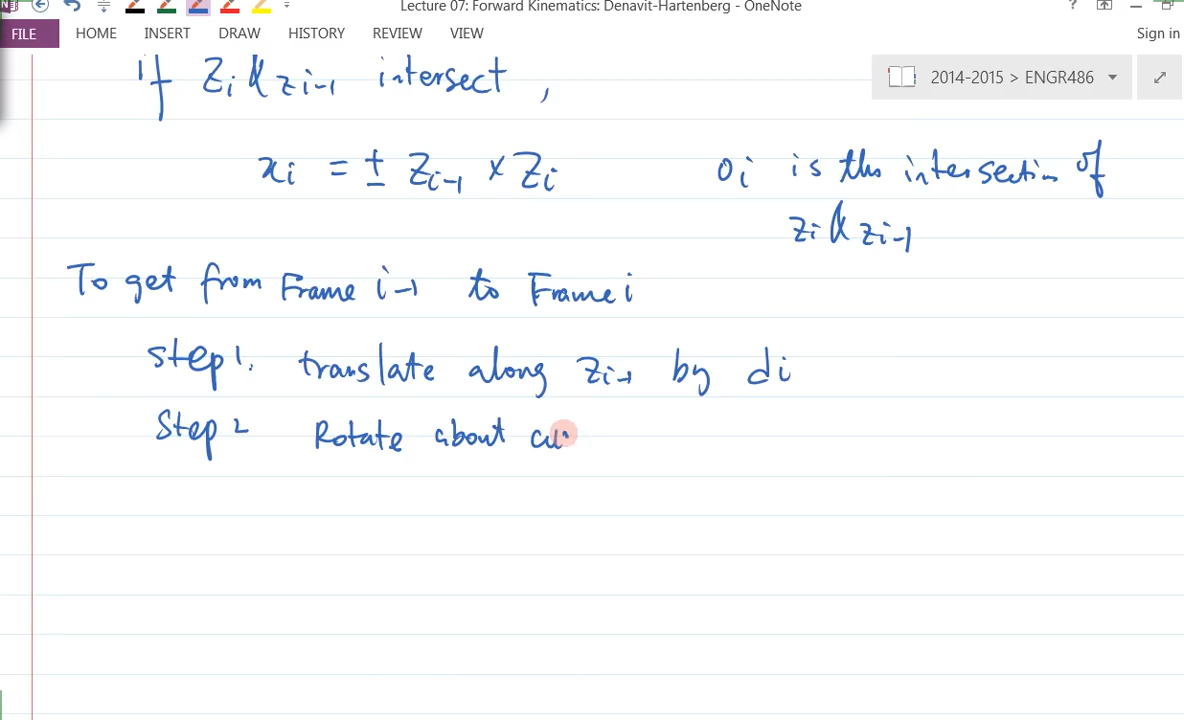 Lecture 07: Forward Kinematics: Denavit-Hartenberg - OneNote
?
FILE HOME INSERT DRAW HISTORY REVIEW VIEW Sign in
2014-2015 > ENGR486
if Zi & zi-1 intersect,
xi = ± Zi-1 × Zi
oi is the intersection of
zi & zi-1
To get from Frame i-1 to Frame i
Step 1. translate along Zi-1 by di
Step 2 Rotate about cu